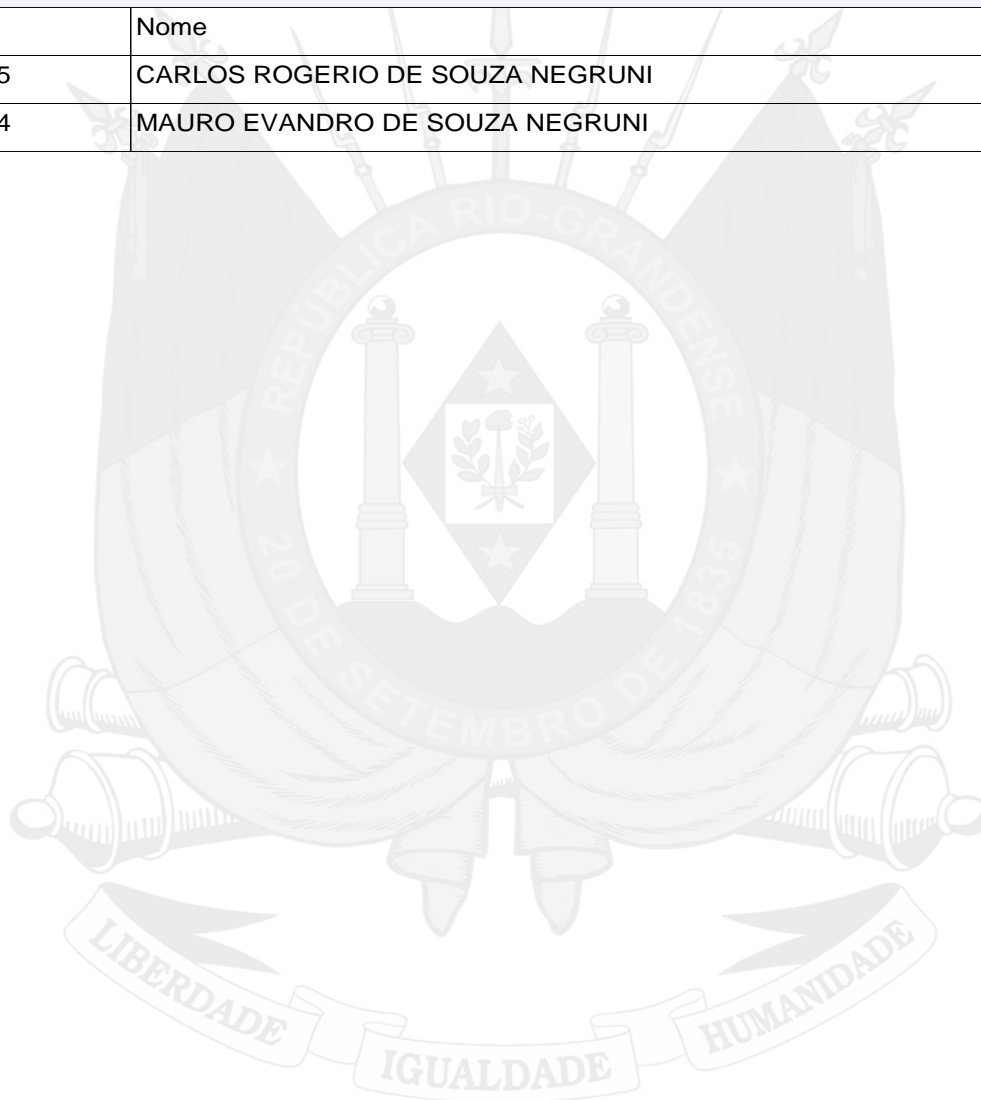 Nome
5 CARLOS ROGERIO DE SOUZA NEGRUNI
4 MAURO EVANDRO DE SOUZA NEGRUNI
REPÚBLICA RIO-GRANDENSE
20 DE SETEMBRO DE 1835
LIBERDADE IGUALDADE HUMANIDADE